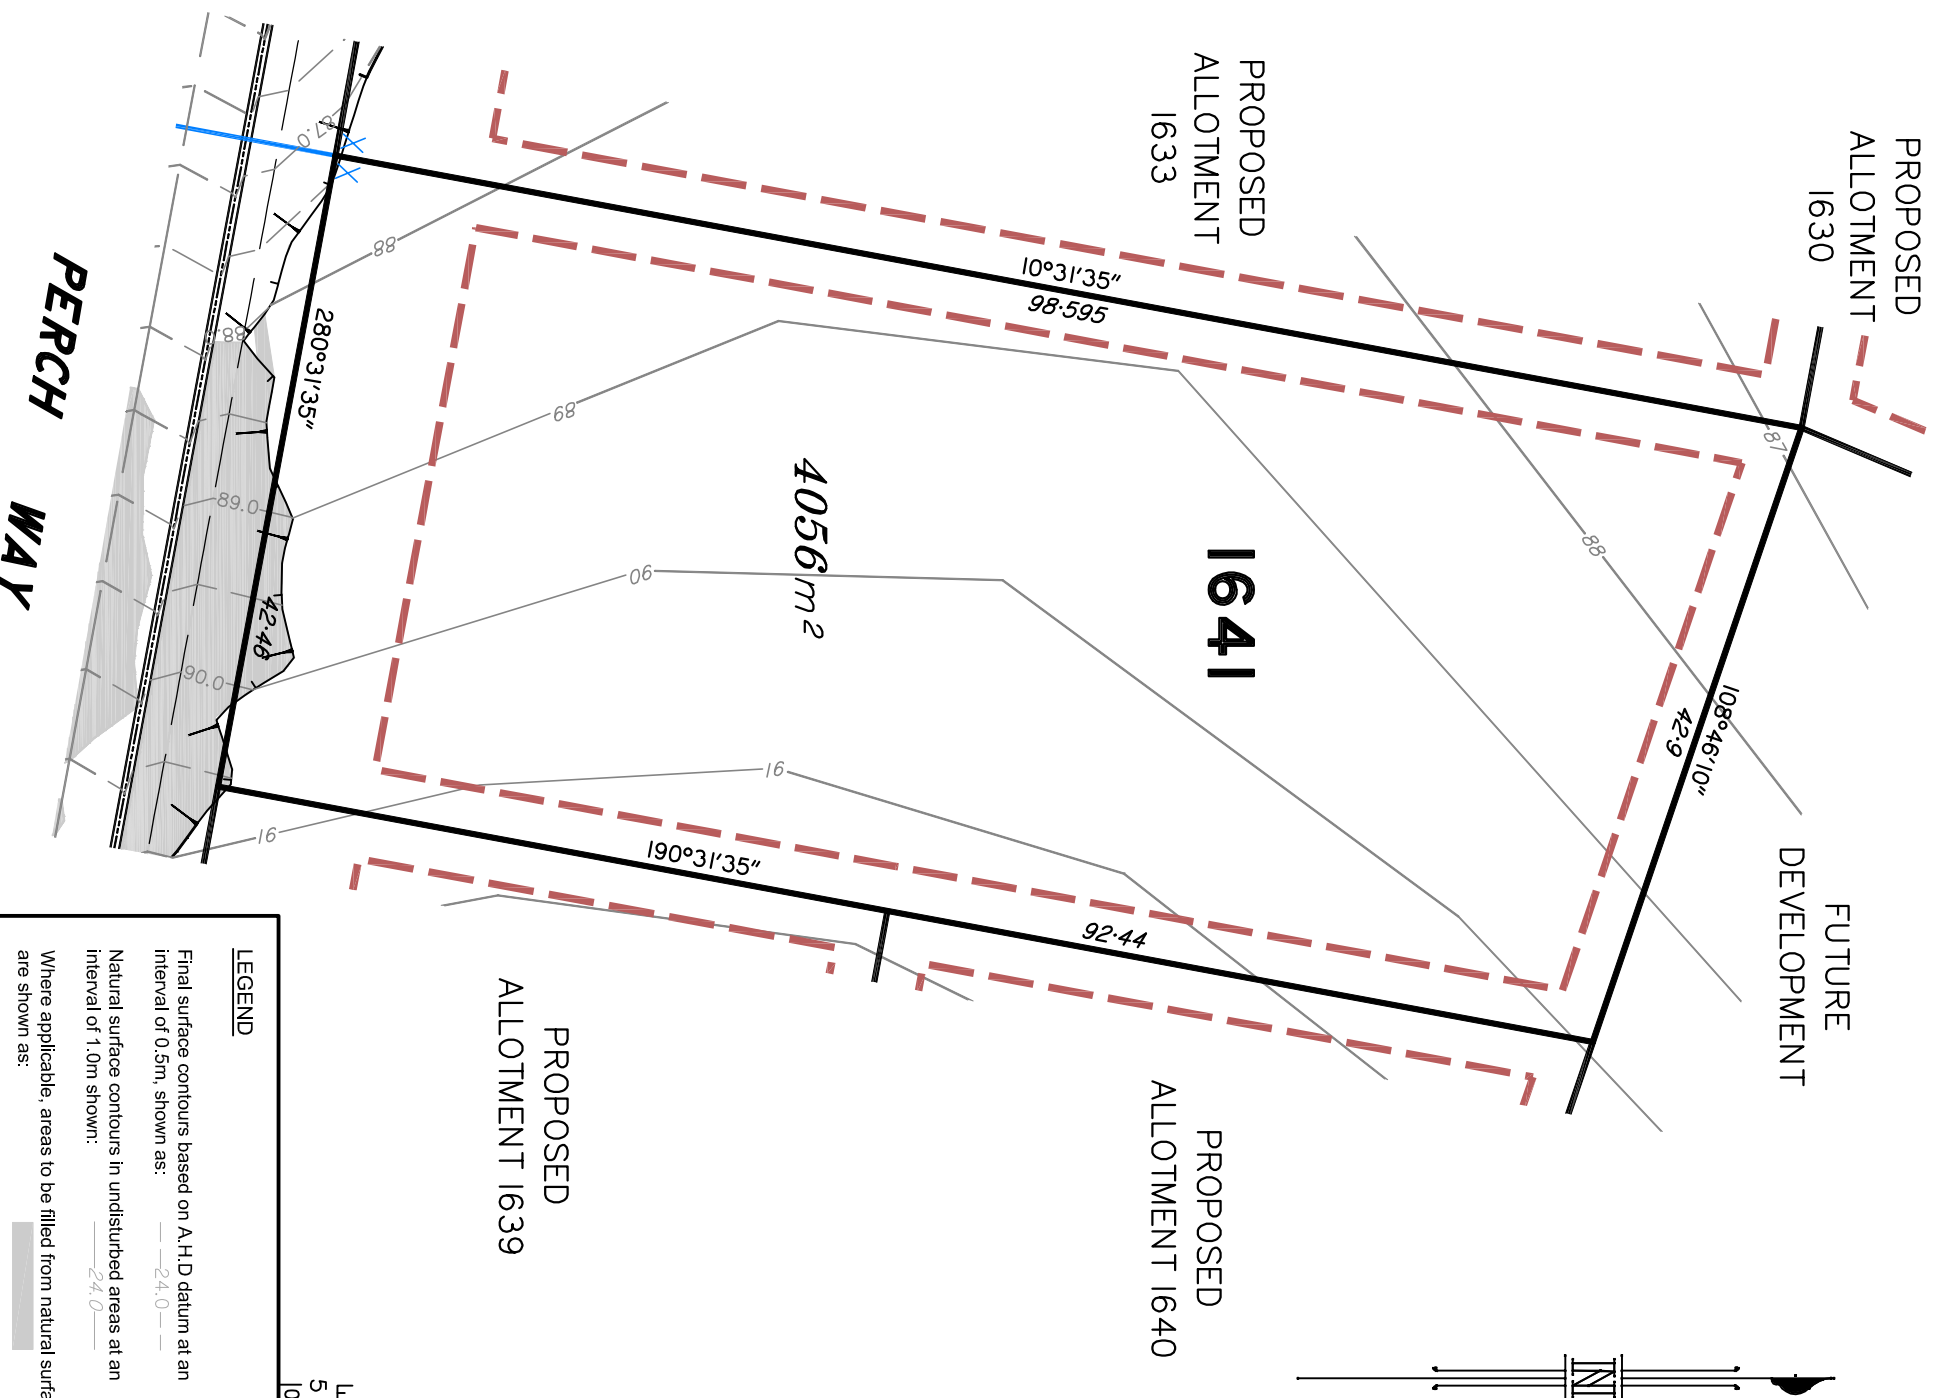 PROPOSED
ALLOTMENT
1630
PROPOSED
ALLOTMENT
1633
FUTURE
DEVELOPMENT
108°46'10"
42·9
10°31'35"
98·595
1641
4056m²
190°31'35"
92·44
280°31'35"
42·46
87
88
88
89
90
91
91
87.0
89.0
90.0
PROPOSED
ALLOTMENT 1640
PROPOSED
ALLOTMENT 1639
PERCH WAY
N
LEGEND
Final surface contours based on A.H.D datum at an
interval of 0.5m, shown as:
24.0
Natural surface contours in undisturbed areas at an
interval of 1.0m shown:
24.0
Where applicable, areas to be filled from natural
are shown as:
5